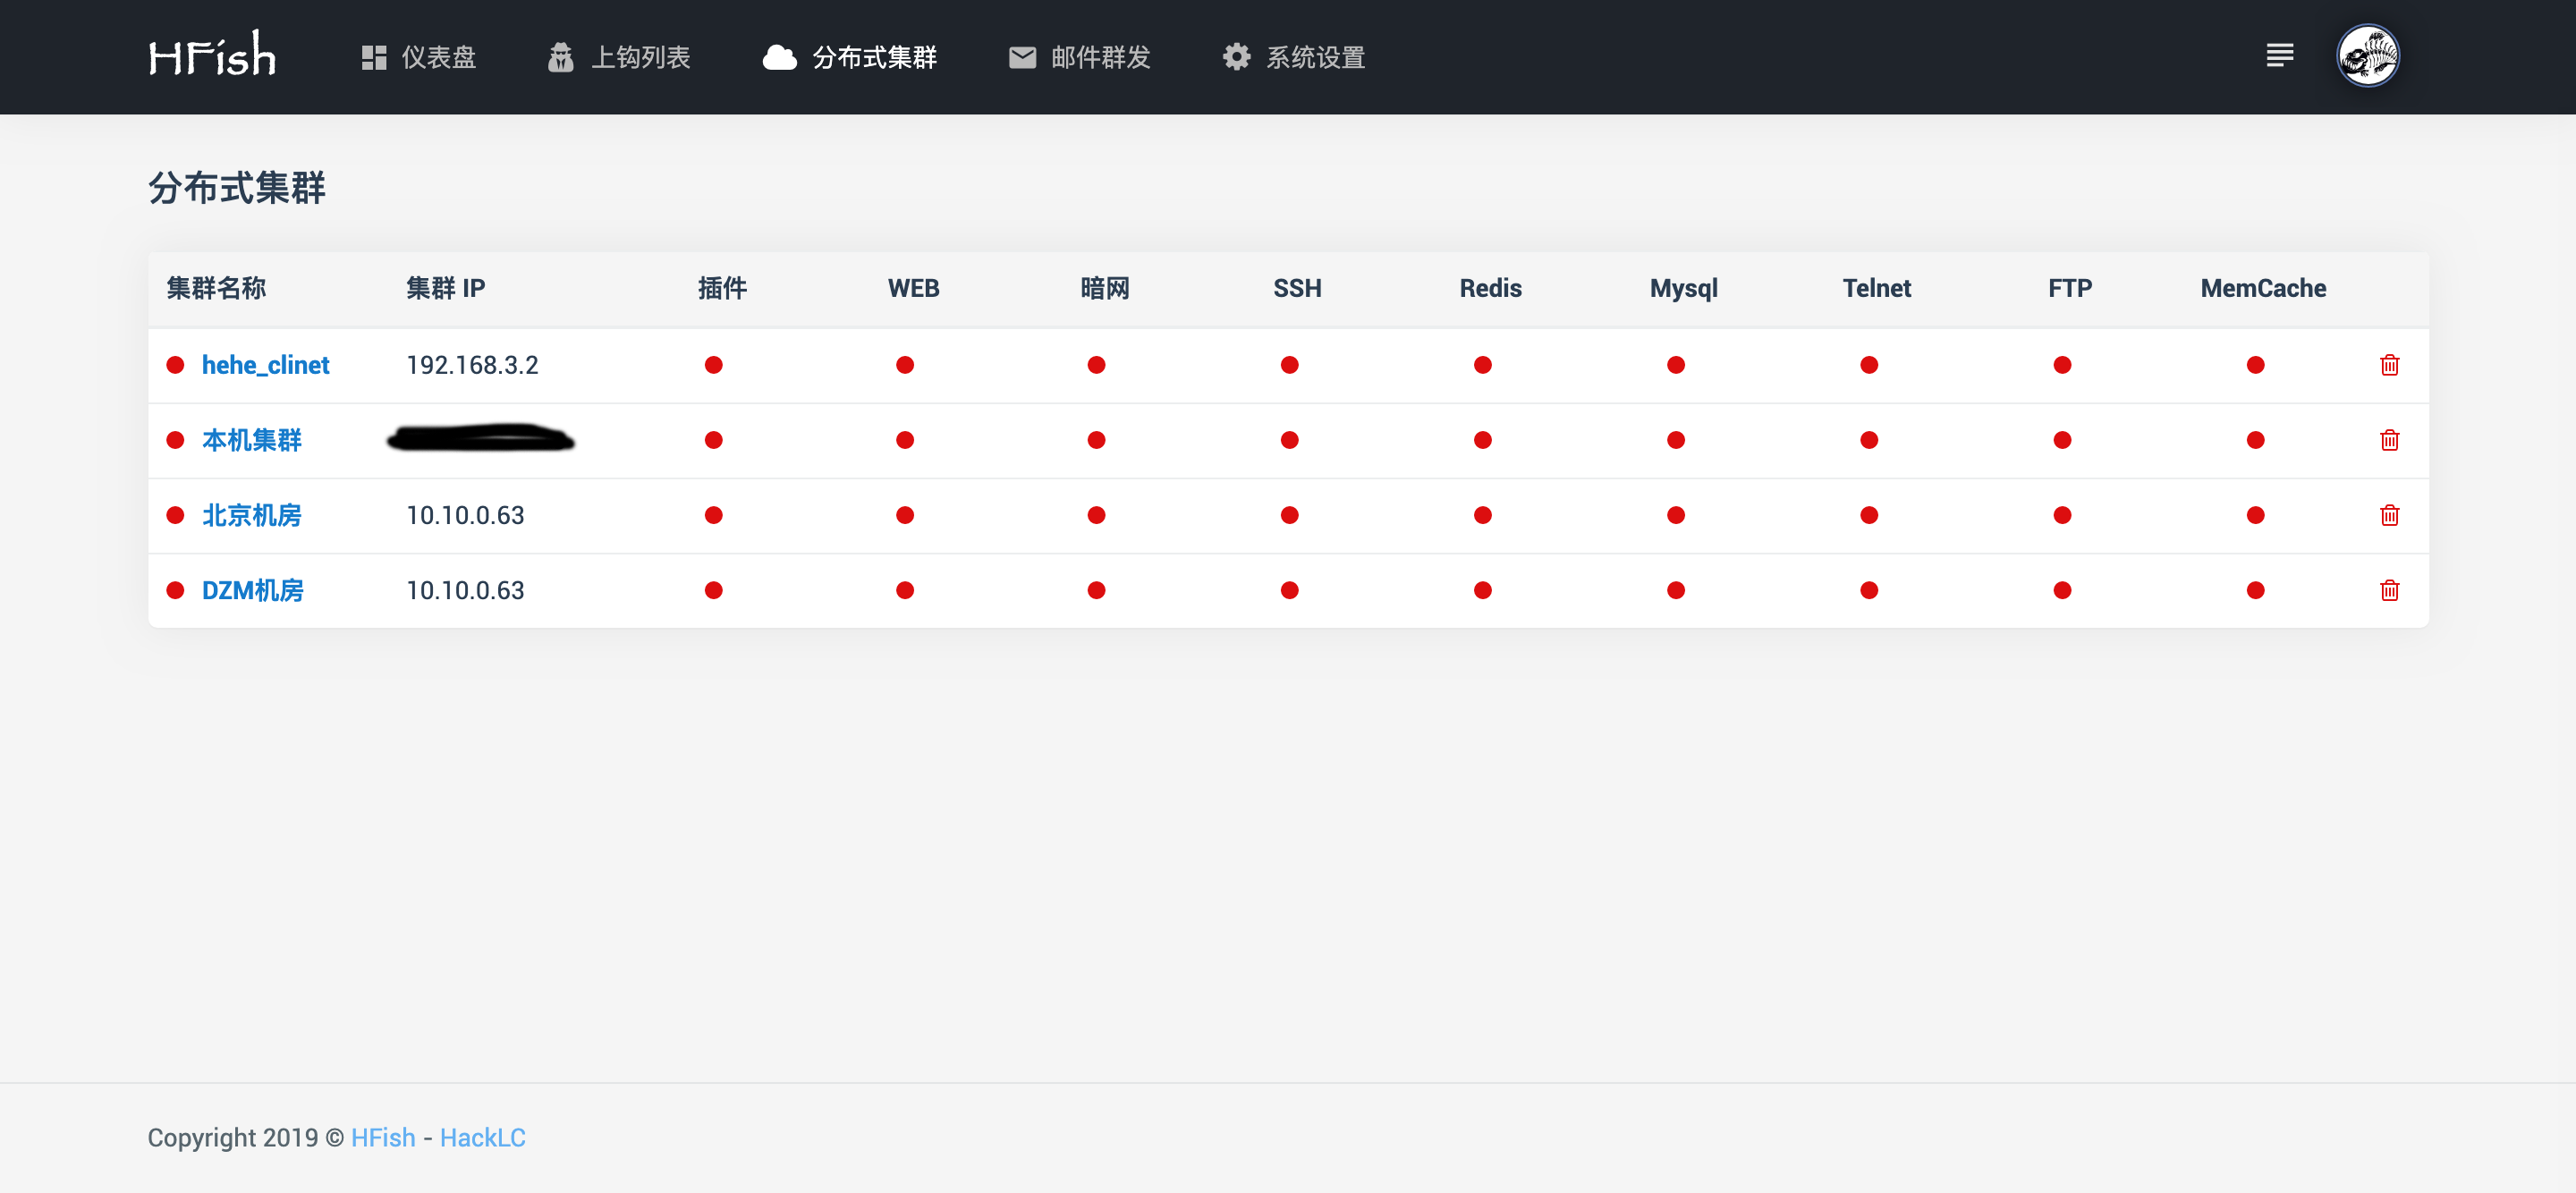 HFish 仪表盘 上钩列表 分布式集群 邮件群发 系统设置
分布式集群
集群名称 集群 IP 插件 WEB 暗网 SSH Redis Mysql Telnet FTP MemCache
hehe_clinet 192.168.3.2
本机集群
北京机房 10.10.0.63
DZM机房 10.10.0.63
Copyright 2019 © HFish - HackLC